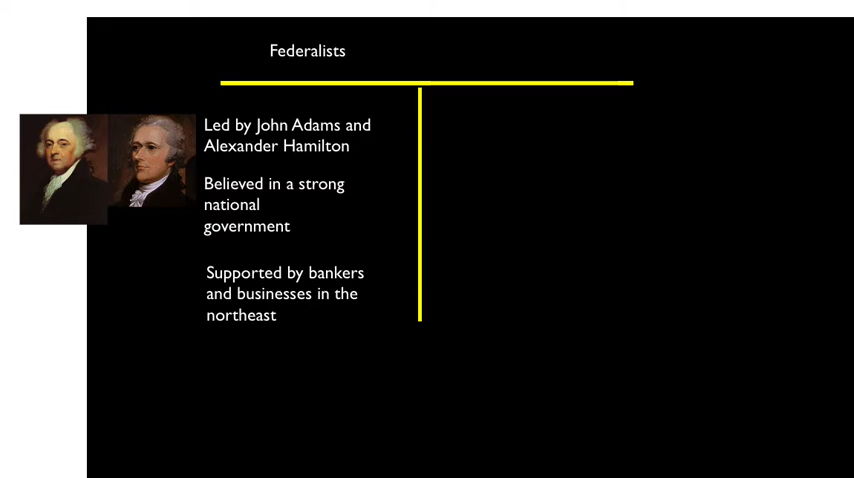 Federalists
Led by John Adams and
Alexander Hamilton
Believed in a strong
national
government
Supported by bankers
and businesses in the
northeast